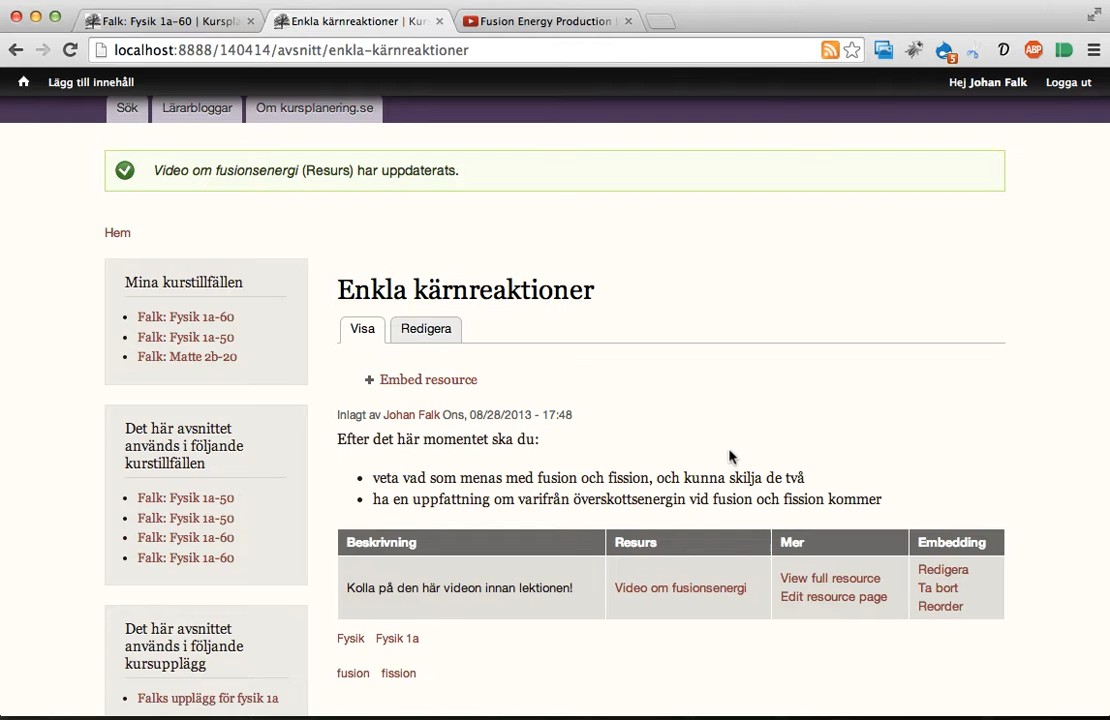 Falk: Fysik 1a-60 | Kurspla
Enkla kärnreaktioner | Kur
Fusion Energy Production
localhost:8888/140414/avsnitt/enkla-kärnreaktioner
5
ABP
Lägg till innehåll
Hej Johan Falk
Logga ut
Sök
Lärarbloggar
Om kursplanering.se
Video om fusionsenergi (Resurs) har uppdaterats.
Hem
Mina kurstillfällen
Falk: Fysik 1a-60
Falk: Fysik 1a-50
Falk: Matte 2b-20
Det här avsnittet
används i följande
kurstillfällen
Falk: Fysik 1a-50
Falk: Fysik 1a-50
Falk: Fysik 1a-60
Falk: Fysik 1a-60
Det här avsnittet
används i följande
kursupplägg
Falks upplägg för fysik 1a
Enkla kärnreaktioner
Visa
Redigera
Embed resource
Inlagt av Johan Falk Ons, 08/28/2013 - 17:48
Efter det här momentet ska du:
veta vad som menas med fusion och fission, och kunna skilja de två
ha en uppfattning om varifrån överskottsenergin vid fusion och fission kommer
Beskrivning Resurs Mer Embedding
Kolla på den här videon innan lektionen!
Video om fusionsenergi
View full resource
Edit resource page
Redigera
Ta bort
Reorder
Fysik Fysik 1a
fusion fission